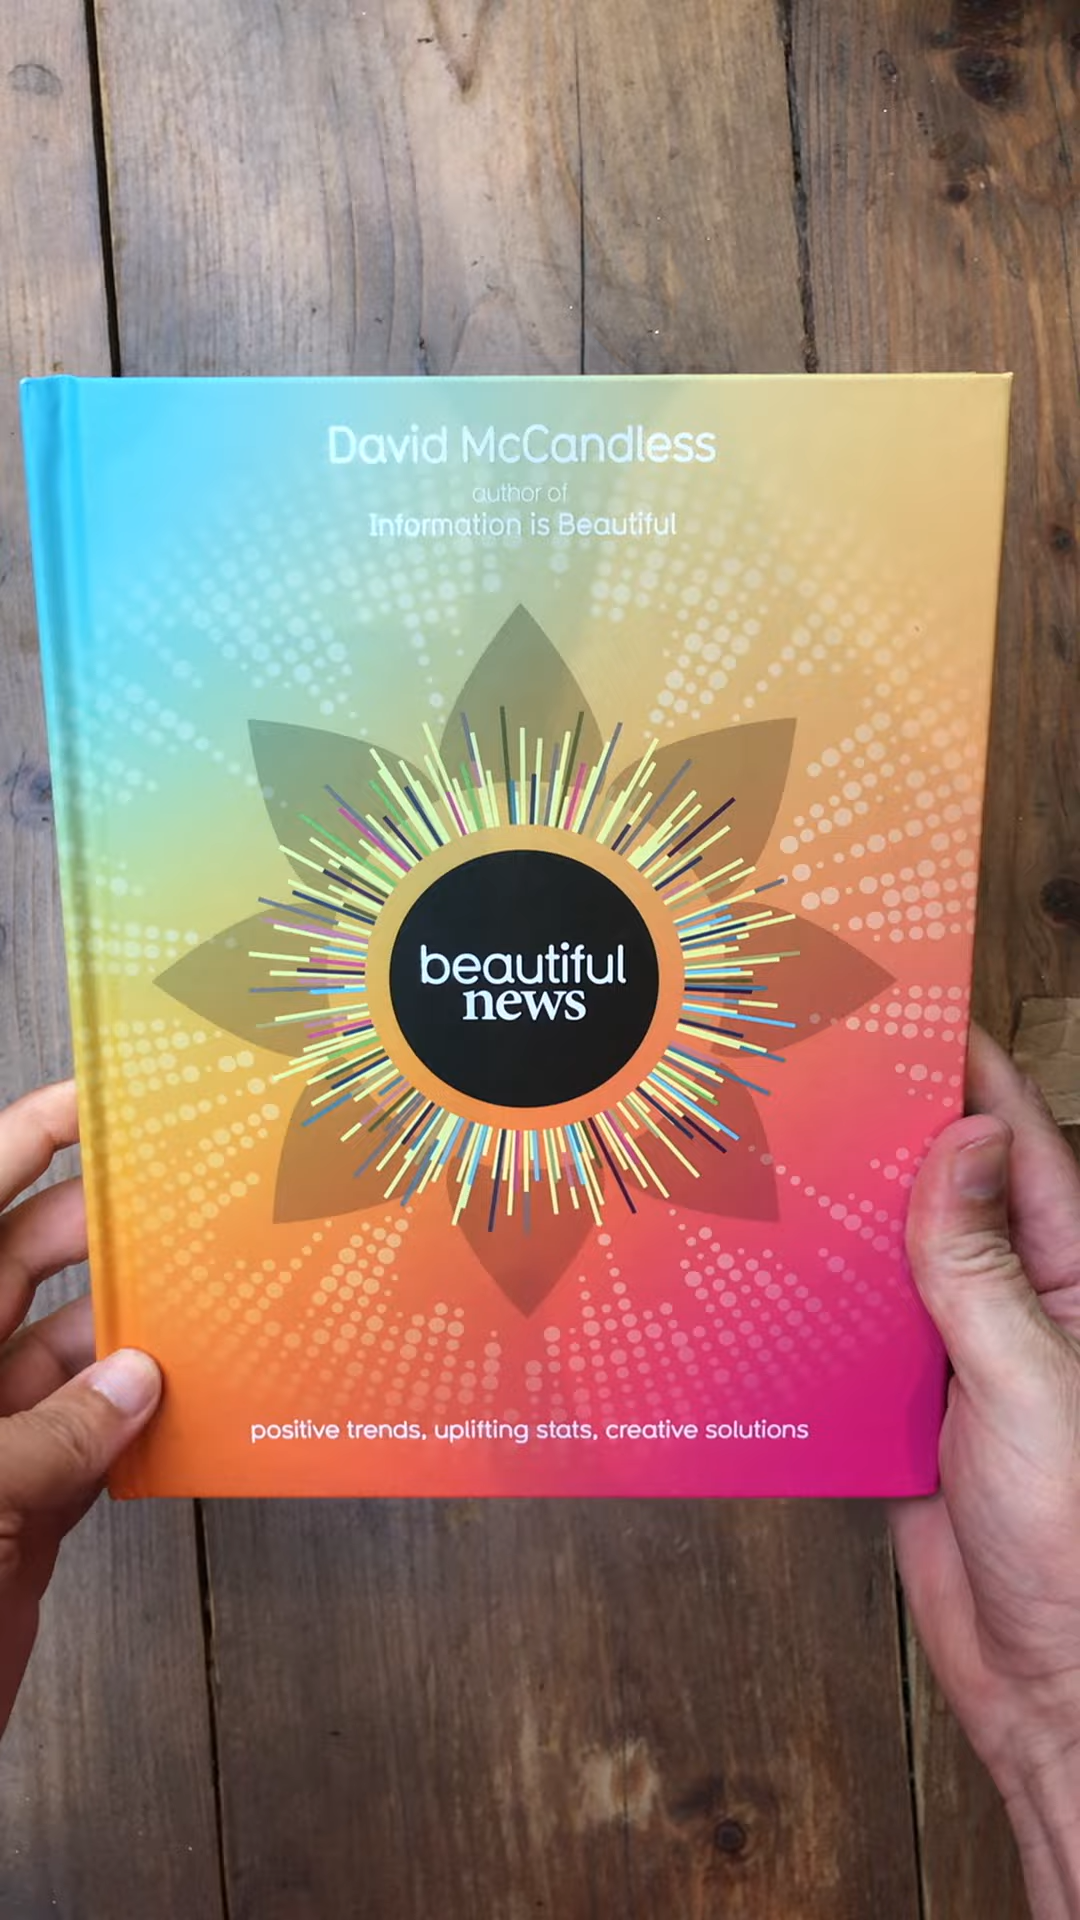 David McCandless
author of
Information is Beautiful
beautiful
news
positive trends, uplifting stats, creative solutions